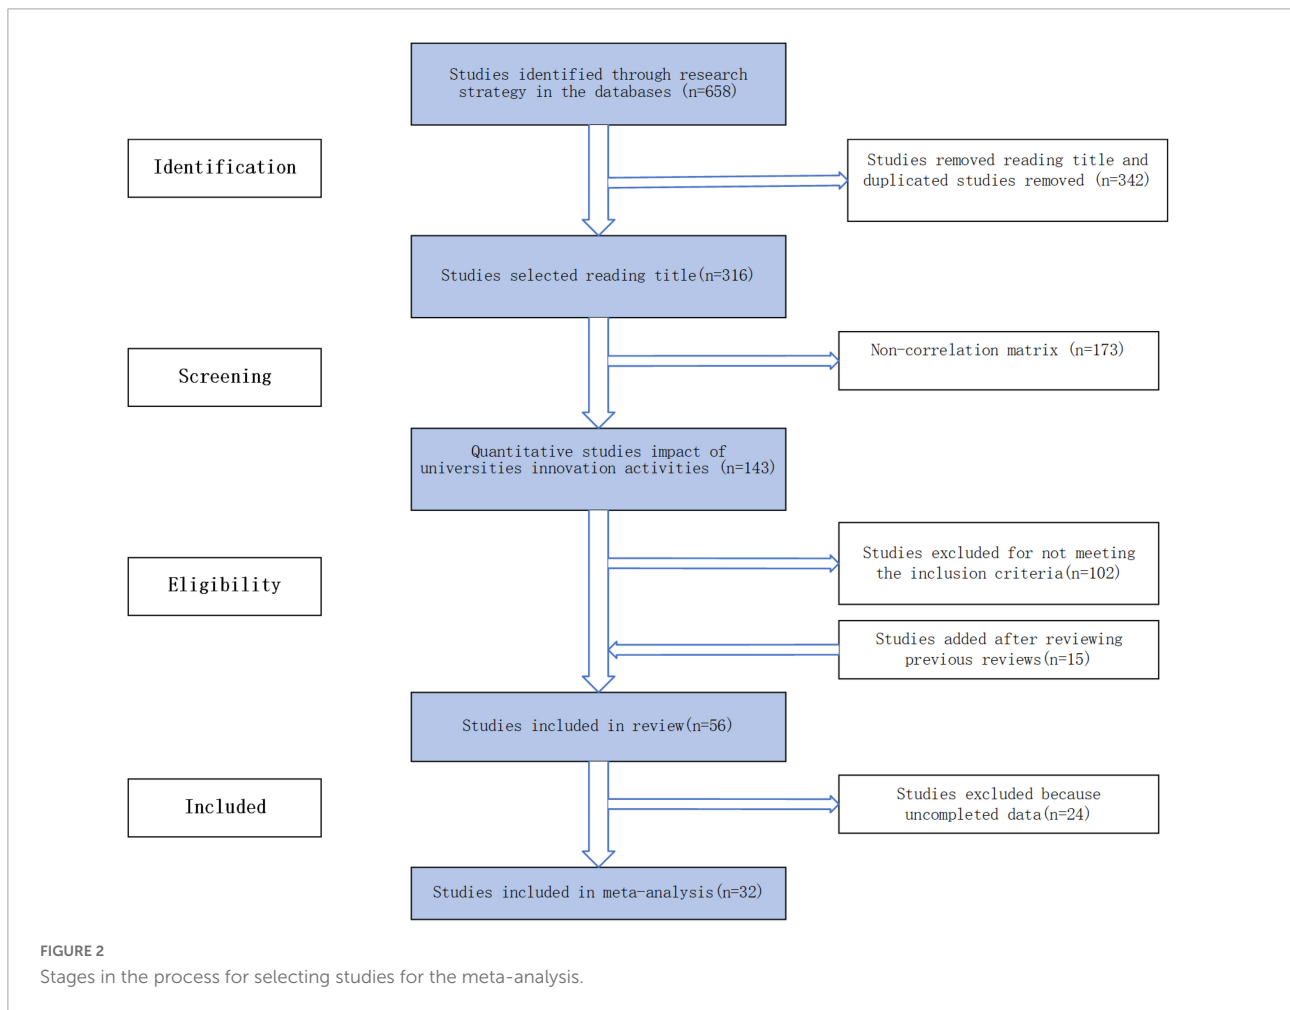 Studies identified through research
strategy in the databases (n=658)
Identification
Studies removed reading title and
duplicated studies removed (n=342)
Studies selected reading title(n=316)
Screening
Non-correlation matrix (n=173)
Quantitative studies impact of
universities innovation activities (n=143)
Eligibility
Studies excluded for not meeting
the inclusion criteria(n=102)
Studies added after reviewing
previous reviews(n=15)
Studies included in review(n=56)
Included
Studies excluded because
uncompleted data(n=24)
Studies included in meta-analysis(n=32)
FIGURE 2
Stages in the process for selecting studies for the meta-analysis.